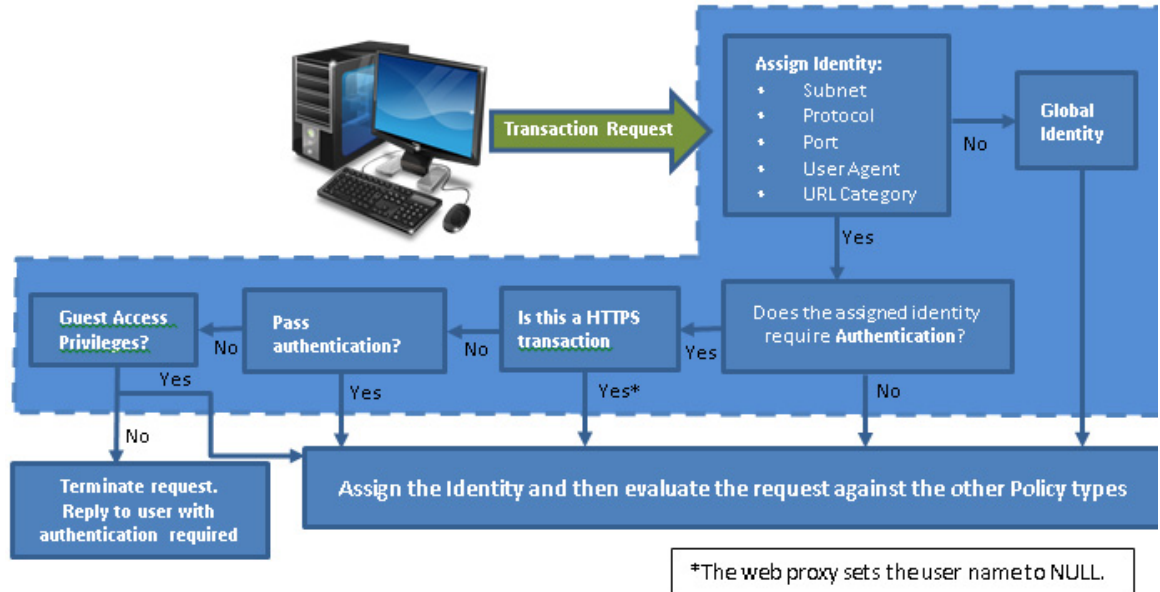 Transaction Request
Assign Identity:
• Subnet
• Protocol
• Port
• User Agent
• URL Category
No
Global
Identity
Yes
Does the assigned identity
require Authentication?
Yes
No
Is this a HTTPS
transaction
No
Yes*
Pass
authentication?
No
Yes
Guest Access
Privileges?
Yes
No
Terminate request.
Reply to user with
authentication required
Assign the Identity and then evaluate the request against the other Policy types
*The web proxy sets the user name to NULL.